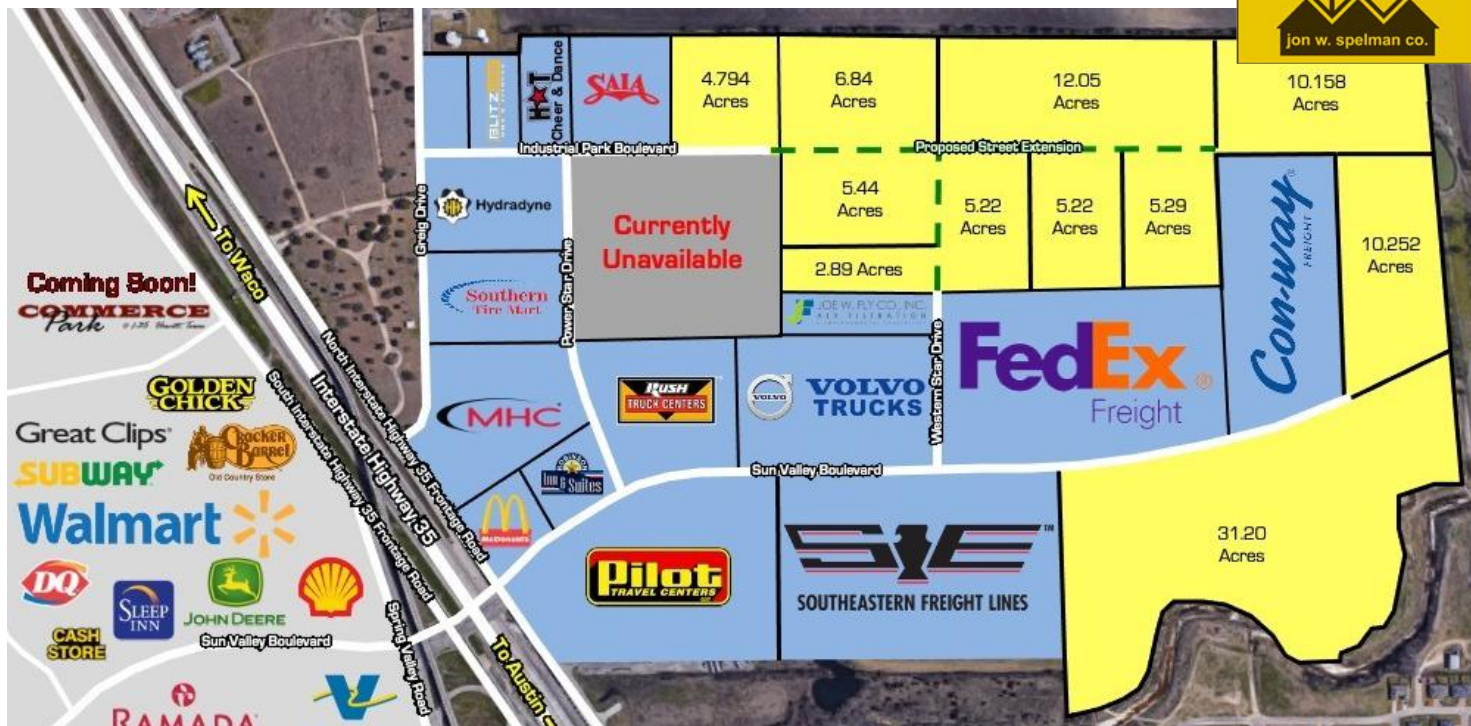 jon w. spelman co.
BLITZ
H★T
Cheer & Dance
SAIA
4.794
Acres
6.84
Acres
12.05
Acres
10.158
Acres
Industrial Park Boulevard
Proposed Street Extension
Greig Drive
Hydradyne
Currently
Unavailable
5.44
Acres
5.22
Acres
5.22
Acres
5.29
Acres
Con-way
FREIGHT
10.252
Acres
To Waco
Coming Soon!
COMMERCE
Park
Southern
Tire Mart
Power Star Drive
2.89 Acres
JOE W. FLY CO., INC.
AIR FILTRATION
Western Star Drive
FedEx ®
Freight
North Interstate Highway 35 Frontage Road
Interstate Highway 35
South Interstate Highway 35 Frontage Road
GOLDEN
CHICK
Great Clips
Cracker
Barrel
Old Country Store
SUBWAY
MHC
RUSH
TRUCK CENTERS
VOLVO
VOLVO
TRUCKS
Sun Valley Boulevard
ROBINSON
Inn & Suites
McDonald's
Walmart
DQ
SLEEP
INN
JOHN DEERE
CASH
STORE
Sun Valley Boulevard
Spring Valley Road
To Austin
Pilot
TRAVEL CENTERS
SE ™
SOUTHEASTERN FREIGHT LINES
31.20
Acres
RAMADA
V